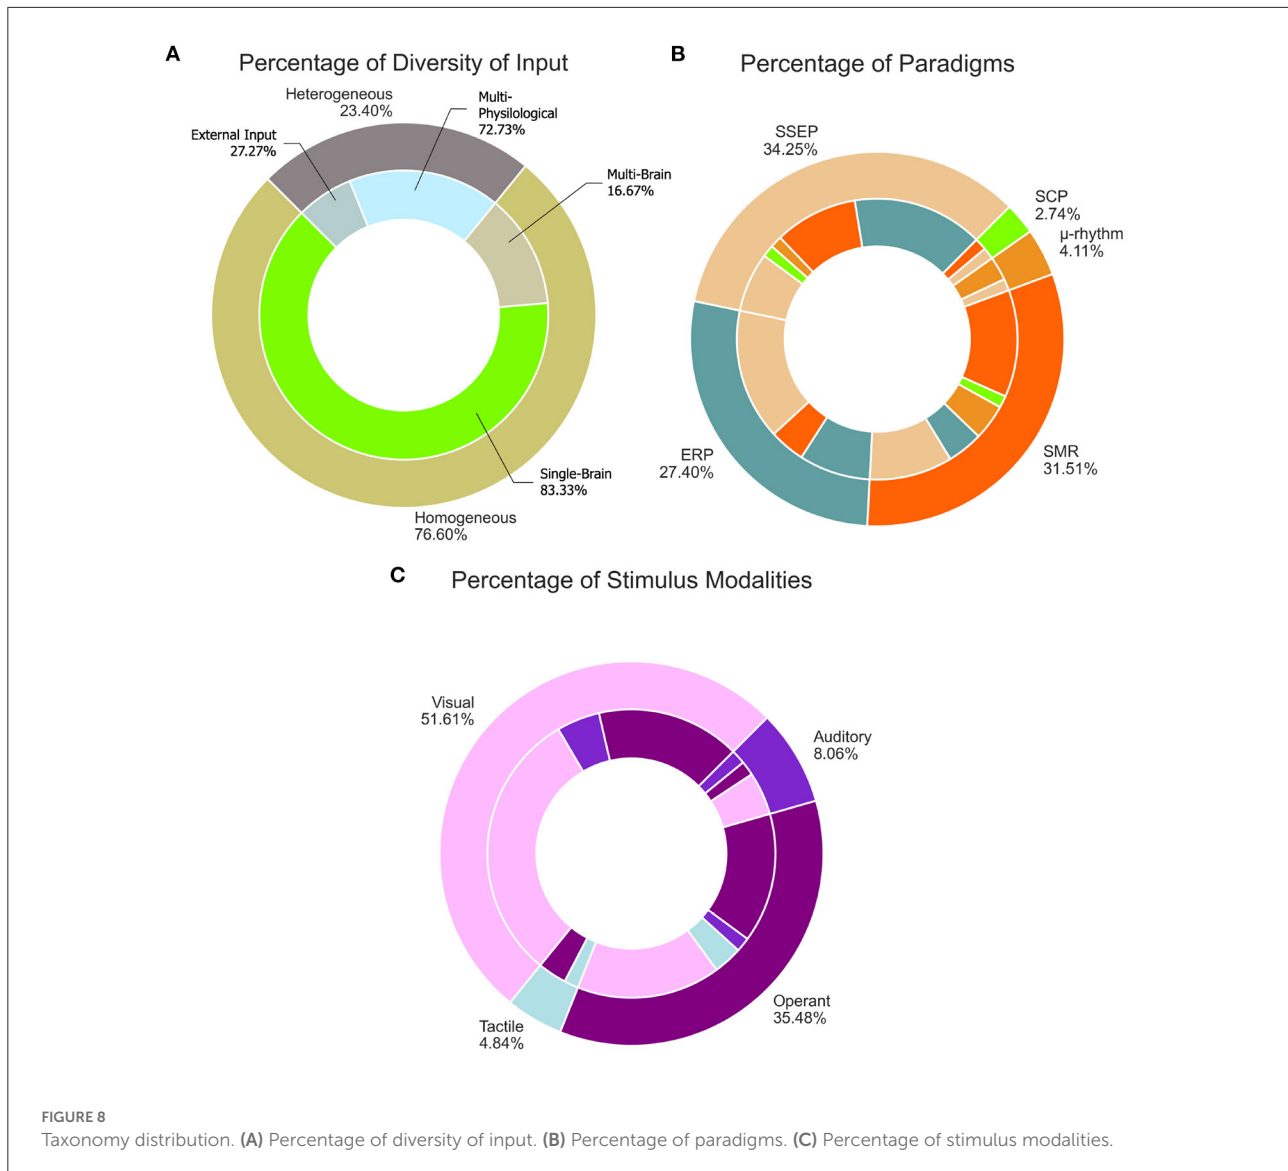 A
Percentage of Diversity of Input
Heterogeneous
23.40%
Multi-
Physilological
72.73%
External Input
27.27%
Multi-Brain
16.67%
Single-Brain
83.33%
Homogeneous
76.60%
B
Percentage of Paradigms
SSEP
34.25%
SCP
2.74%
μ-rhythm
4.11%
ERP
27.40%
SMR
31.51%
C
Percentage of Stimulus Modalities
Visual
51.61%
Auditory
8.06%
Operant
35.48%
Tactile
4.84%
FIGURE 8
Taxonomy distribution. (A) Percentage of diversity of input. (B) Percentage of paradigms. (C) Percentage of stimulus modalities.